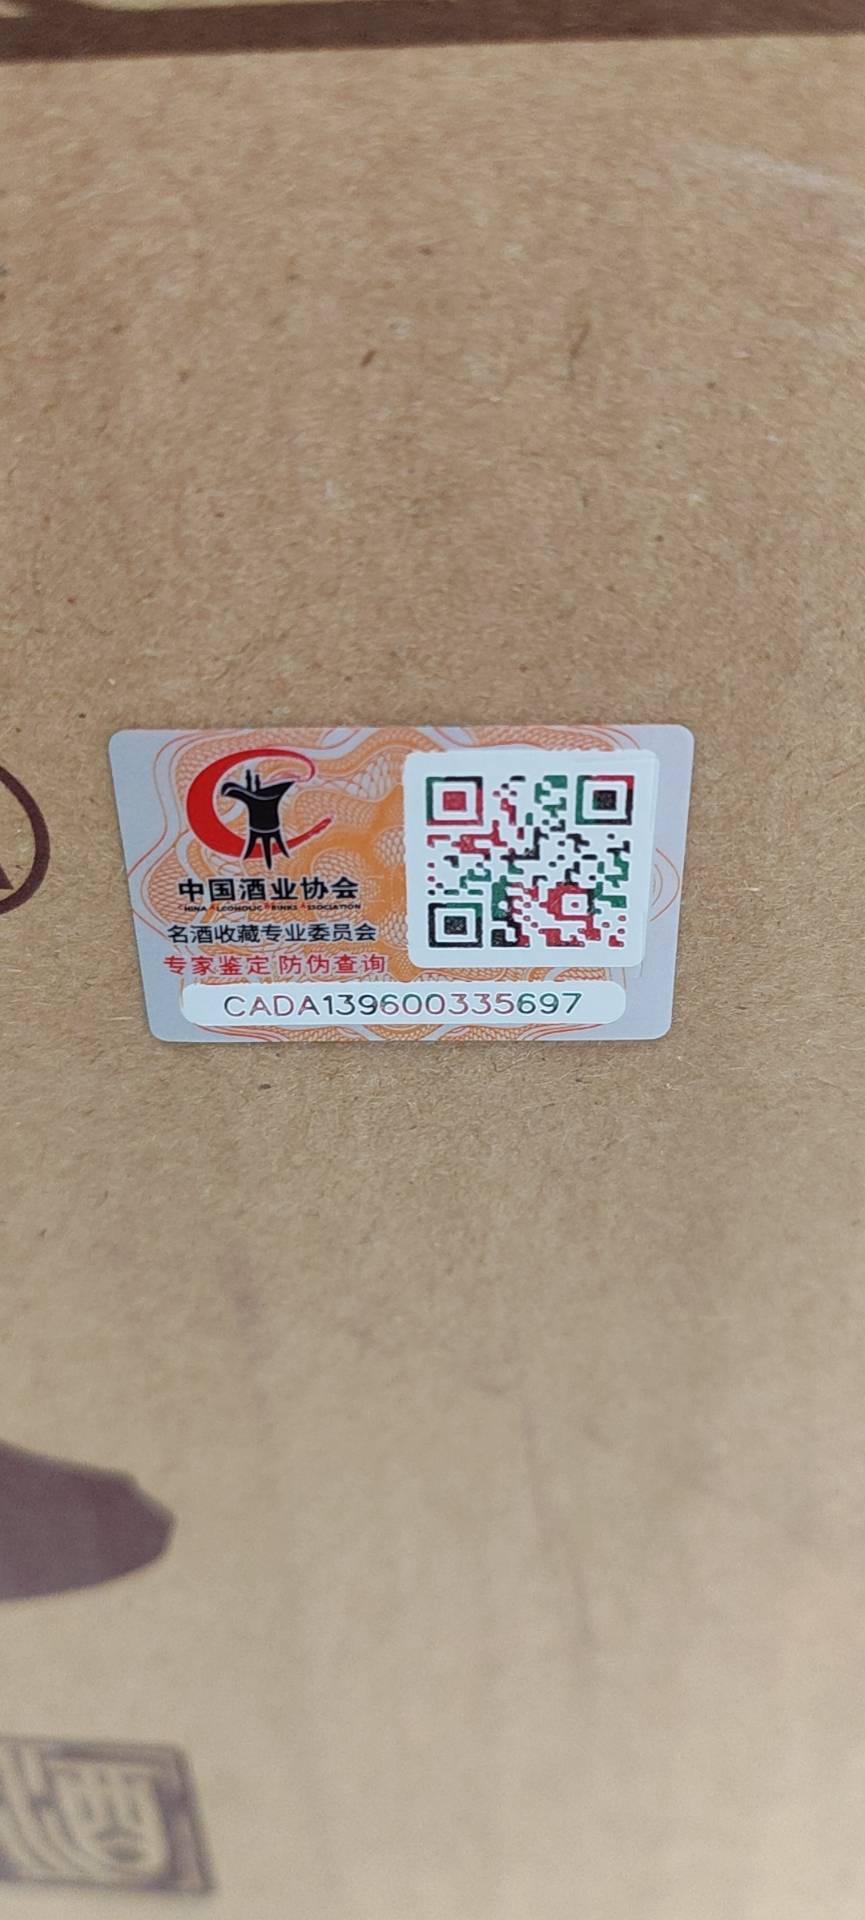 中国酒业协会
CHINA ALCOHOLIC DRINKS ASSOCIATION
名酒收藏专业委员会
专家鉴定 防伪查询
CADA139600335697